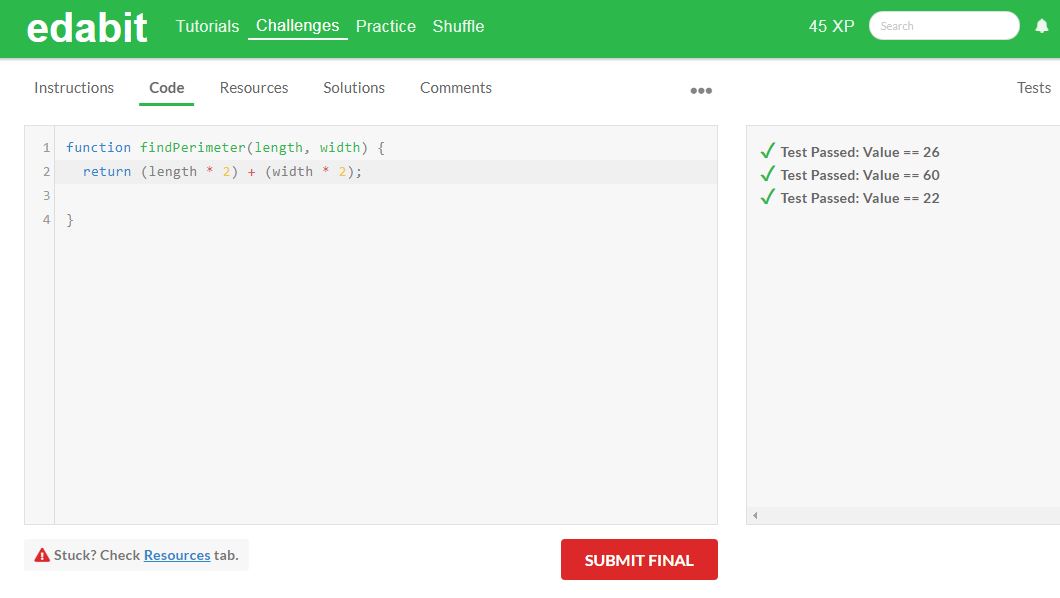 edabit Tutorials Challenges Practice Shuffle 45 XP Search
Instructions Code Resources Solutions Comments Tests
1 function findPerimeter(length, width) {
2 return (length * 2) + (width * 2);
3
4 }
Test Passed: Value == 26
Test Passed: Value == 60
Test Passed: Value == 22
Stuck? Check Resources tab.
SUBMIT FINAL